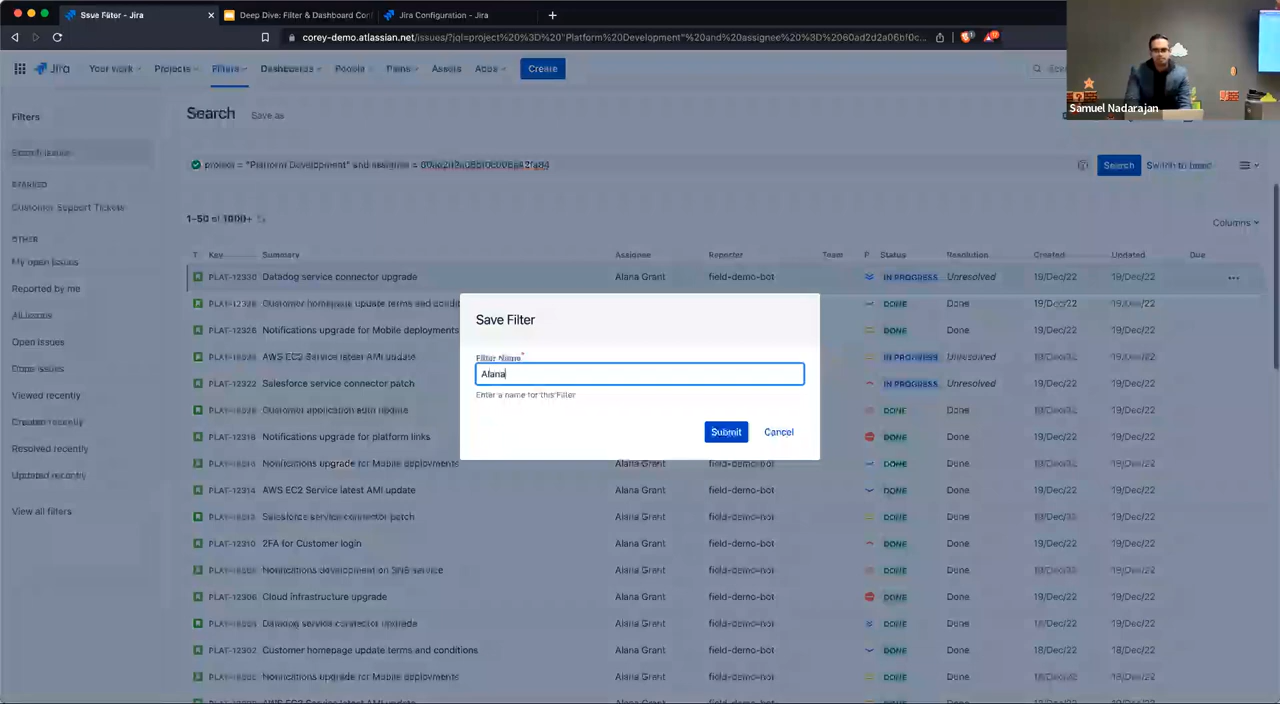 Save Filter - Jira
Deep Dive: Filter & Dashboard Con
Jira Configuration - Jira
corey-demo.atlassian.net/issues/?jql=project%20%3D%20"Platform%20Development"%20and%20assignee%20%3D%2060ad2d2a06bf0c...
Jira
Your work
Projects
Filters
Dashboards
People
Plans
Assets
Apps
Create
Samuel Nadarajan
Filters
Search issues
STARRED
Customer Support Tickets
OTHER
My open issues
Reported by me
All issues
Open issues
Done issues
Viewed recently
Created recently
Resolved recently
Updated recently
View all filters
Search
Save as
project = "Platform Development" and assignee =
Search
Switch to basic
1-50 of 1000+
Columns
T Key Summary Assignee Reporter Team P Status Resolution Created Updated Due
PLAT-12330 Datadog service connector upgrade Alana Grant field-demo-bot IN PROGRESS Unresolved 19/Dec/22 19/Dec/22
PLAT-12328 Customer homepage update terms and condit DONE Done 19/Dec/22 19/Dec/22
PLAT-12326 Notifications upgrade for Mobile deployments DONE Done 19/Dec/22 19/Dec/22
AWS EC2 Service latest AMI update IN PROGRESS Unresolved 19/Dec/22 19/Dec/22
PLAT-12322 Salesforce service connector patch IN PROGRESS Unresolved 19/Dec/22 19/Dec/22
Customer application auth update DONE Done 19/Dec/22 19/Dec/22
PLAT-12318 Notifications upgrade for platform links DONE Done 19/Dec/22 19/Dec/22
Notifications upgrade for Mobile deployments Alana Grant field-demo-bot DONE Done 19/Dec/22 19/Dec/22
PLAT-12314 AWS EC2 Service latest AMI update Alana Grant field-demo-bot DONE Done 19/Dec/22 19/Dec/22
Salesforce service connector patch Alana Grant field-demo-bot DONE Done 19/Dec/22 19/Dec/22
PLAT-12310 2FA for Customer login Alana Grant field-demo-bot DONE Done 19/Dec/22 19/Dec/22
Notifications development on SNS service Alana Grant field-demo-bot DONE Done 19/Dec/22 19/Dec/22
PLAT-12306 Cloud infrastructure upgrade Alana Grant field-demo-bot DONE Done 19/Dec/22 19/Dec/22
Datadog service connector upgrade Alana Grant field-demo-bot DONE Done 18/Dec/22 19/Dec/22
PLAT-12302 Customer homepage update terms and conditions Alana Grant field-demo-bot DONE Done 18/Dec/22 18/Dec/22
Notifications upgrade for Mobile deployments Alana Grant field-demo-bot DONE Done 18/Dec/22 18/Dec/22
AWS EC2 Service latest AMI update Alana Grant DONE Done
Save Filter
Filter Name*
Alana
Enter a name for this Filter
Submit
Cancel